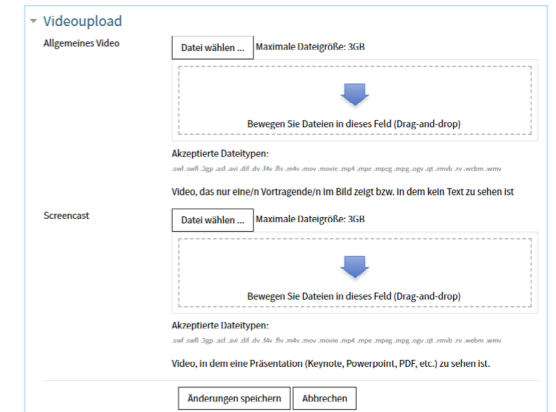 Videoupload
Allgemeines Video
Datei wählen ... Maximale Dateigröße: 3GB
Bewegen Sie Dateien in dieses Feld (Drag-and-drop)
Akzeptierte Dateitypen:
.swf .swfl .3gp .asf .avi .dif .dv .f4v .flv .m4v .mov .movie .mp4 .mpe .mpeg .mpg .ogv .qt .rmvb .rv .webm .wmv
Video, das nur eine/n Vortragende/n im Bild zeigt bzw. in dem kein Text zu sehen ist
Screencast
Datei wählen ... Maximale Dateigröße: 3GB
Bewegen Sie Dateien in dieses Feld (Drag-and-drop)
Akzeptierte Dateitypen:
.swf .swfl .3gp .asf .avi .dif .dv .f4v .flv .m4v .mov .movie .mp4 .mpe .mpeg .mpg .ogv .qt .rmvb .rv .webm .wmv
Video, in dem eine Präsentation (Keynote, Powerpoint, PDF, etc.) zu sehen ist.
Änderungen speichern Abbrechen